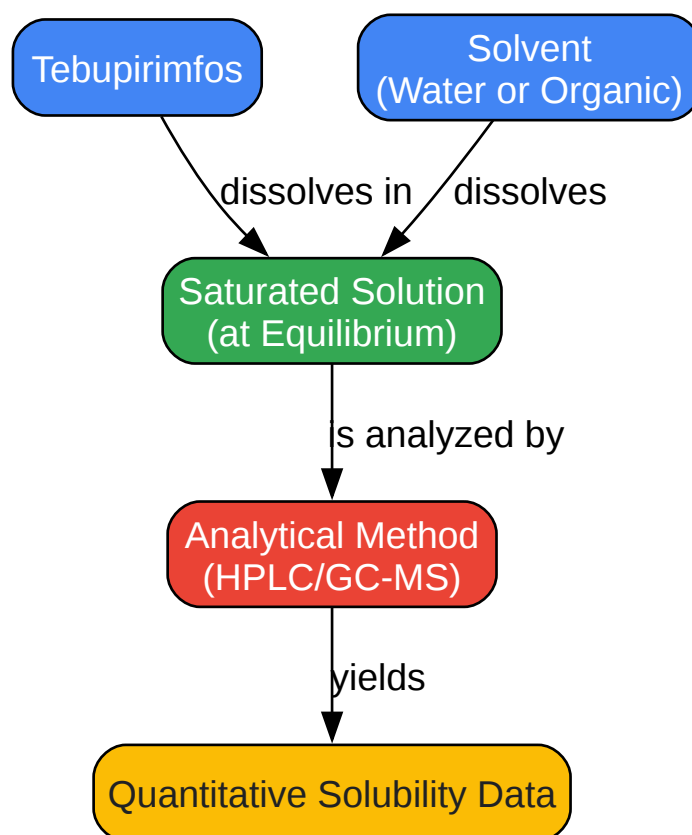 Tebupirimfos
Solvent
(Water or Organic)
dissolves in
dissolves
Saturated Solution
(at Equilibrium)
is analyzed by
Analytical Method
(HPLC/GC-MS)
yields
Quantitative Solubility Data